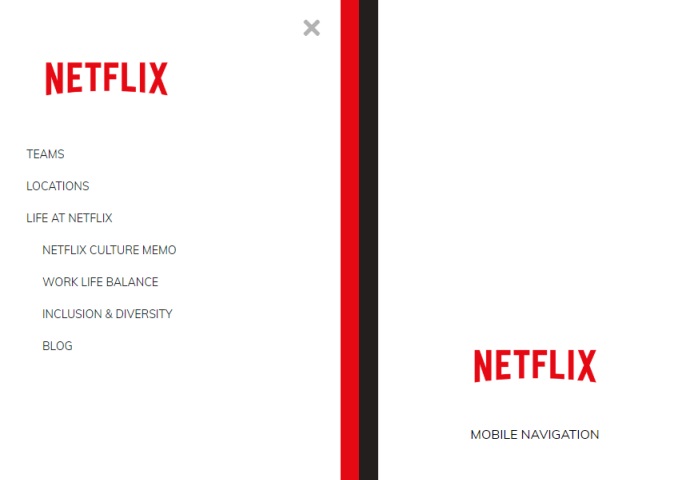 NETFLIX
TEAMS
LOCATIONS
LIFE AT NETFLIX
NETFLIX CULTURE MEMO
WORK LIFE BALANCE
INCLUSION & DIVERSITY
BLOG
NETFLIX
MOBILE NAVIGATION